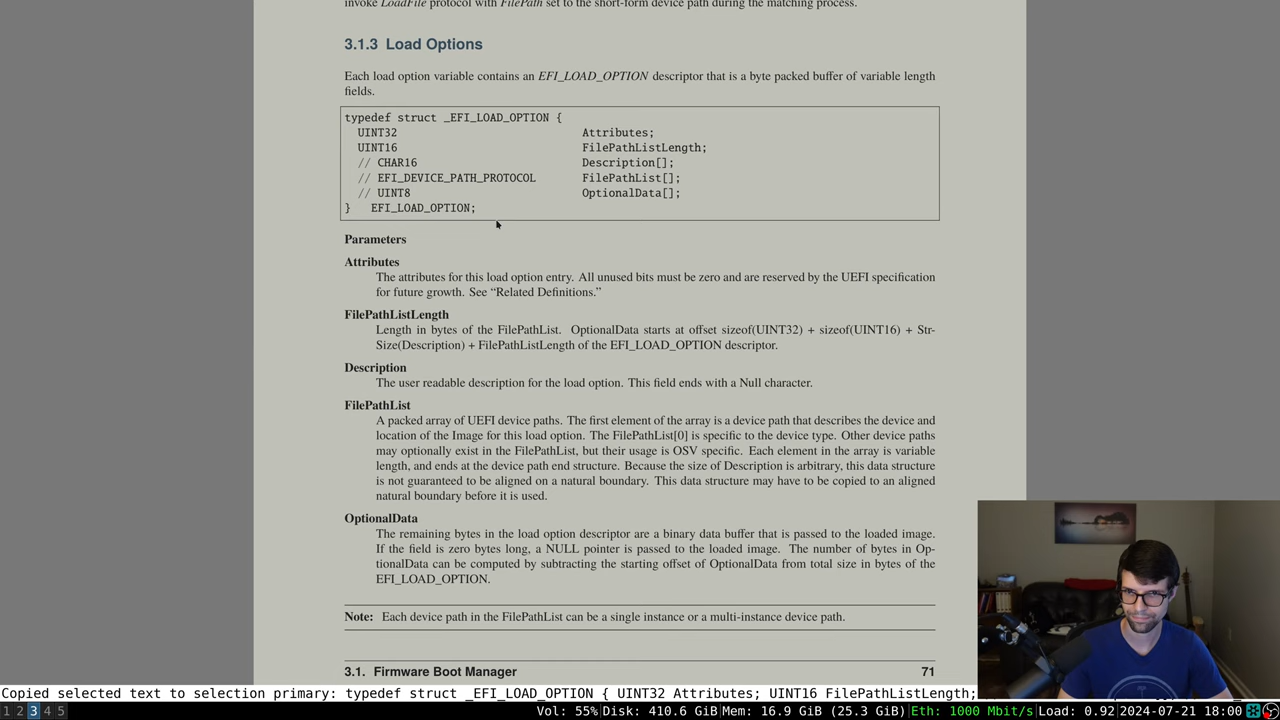 invoke LoadFile protocol with FilePath set to the short-form device path during the matching process.
3.1.3 Load Options
Each load option variable contains an EFI_LOAD_OPTION descriptor that is a byte packed buffer of variable length
fields.
typedef struct _EFI_LOAD_OPTION {
UINT32 Attributes;
UINT16 FilePathListLength;
// CHAR16 Description[];
// EFI_DEVICE_PATH_PROTOCOL FilePathList[];
// UINT8 OptionalData[];
} EFI_LOAD_OPTION;
Parameters
Attributes
The attributes for this load option entry. All unused bits must be zero and are reserved by the UEFI specification
for future growth. See “Related Definitions.”
FilePathListLength
Length in bytes of the FilePathList. OptionalData starts at offset sizeof(UINT32) + sizeof(UINT16) + Str-
Size(Description) + FilePathListLength of the EFI_LOAD_OPTION descriptor.
Description
The user readable description for the load option. This field ends with a Null character.
FilePathList
A packed array of UEFI device paths. The first element of the array is a device path that describes the device and
location of the Image for this load option. The FilePathList[0] is specific to the device type. Other device paths
may optionally exist in the FilePathList, but their usage is OSV specific. Each element in the array is variable
length, and ends at the device path end structure. Because the size of Description is arbitrary, this data structure
is not guaranteed to be aligned on a natural boundary. This data structure may have to be copied to an aligned
natural boundary before it is used.
OptionalData
The remaining bytes in the load option descriptor are a binary data buffer that is passed to the loaded image.
If the field is zero bytes long, a NULL pointer is passed to the loaded image. The number of bytes in Op-
tionalData can be computed by subtracting the starting offset of OptionalData from total size in bytes of the
EFI_LOAD_OPTION.
Note: Each device path in the FilePathList can be a single instance or a multi-instance device path.
3.1. Firmware Boot Manager 71
Copied selected text to selection primary: typedef struct _EFI_LOAD_OPTION { UINT32 Attributes; UINT16 FilePathListLength;
1 2 3 4 5 Vol: 55% Disk: 410.6 GiB Mem: 16.9 GiB (25.3 GiB) Eth: 1000 Mbit/s Load: 0.92 2024-07-21 18:00